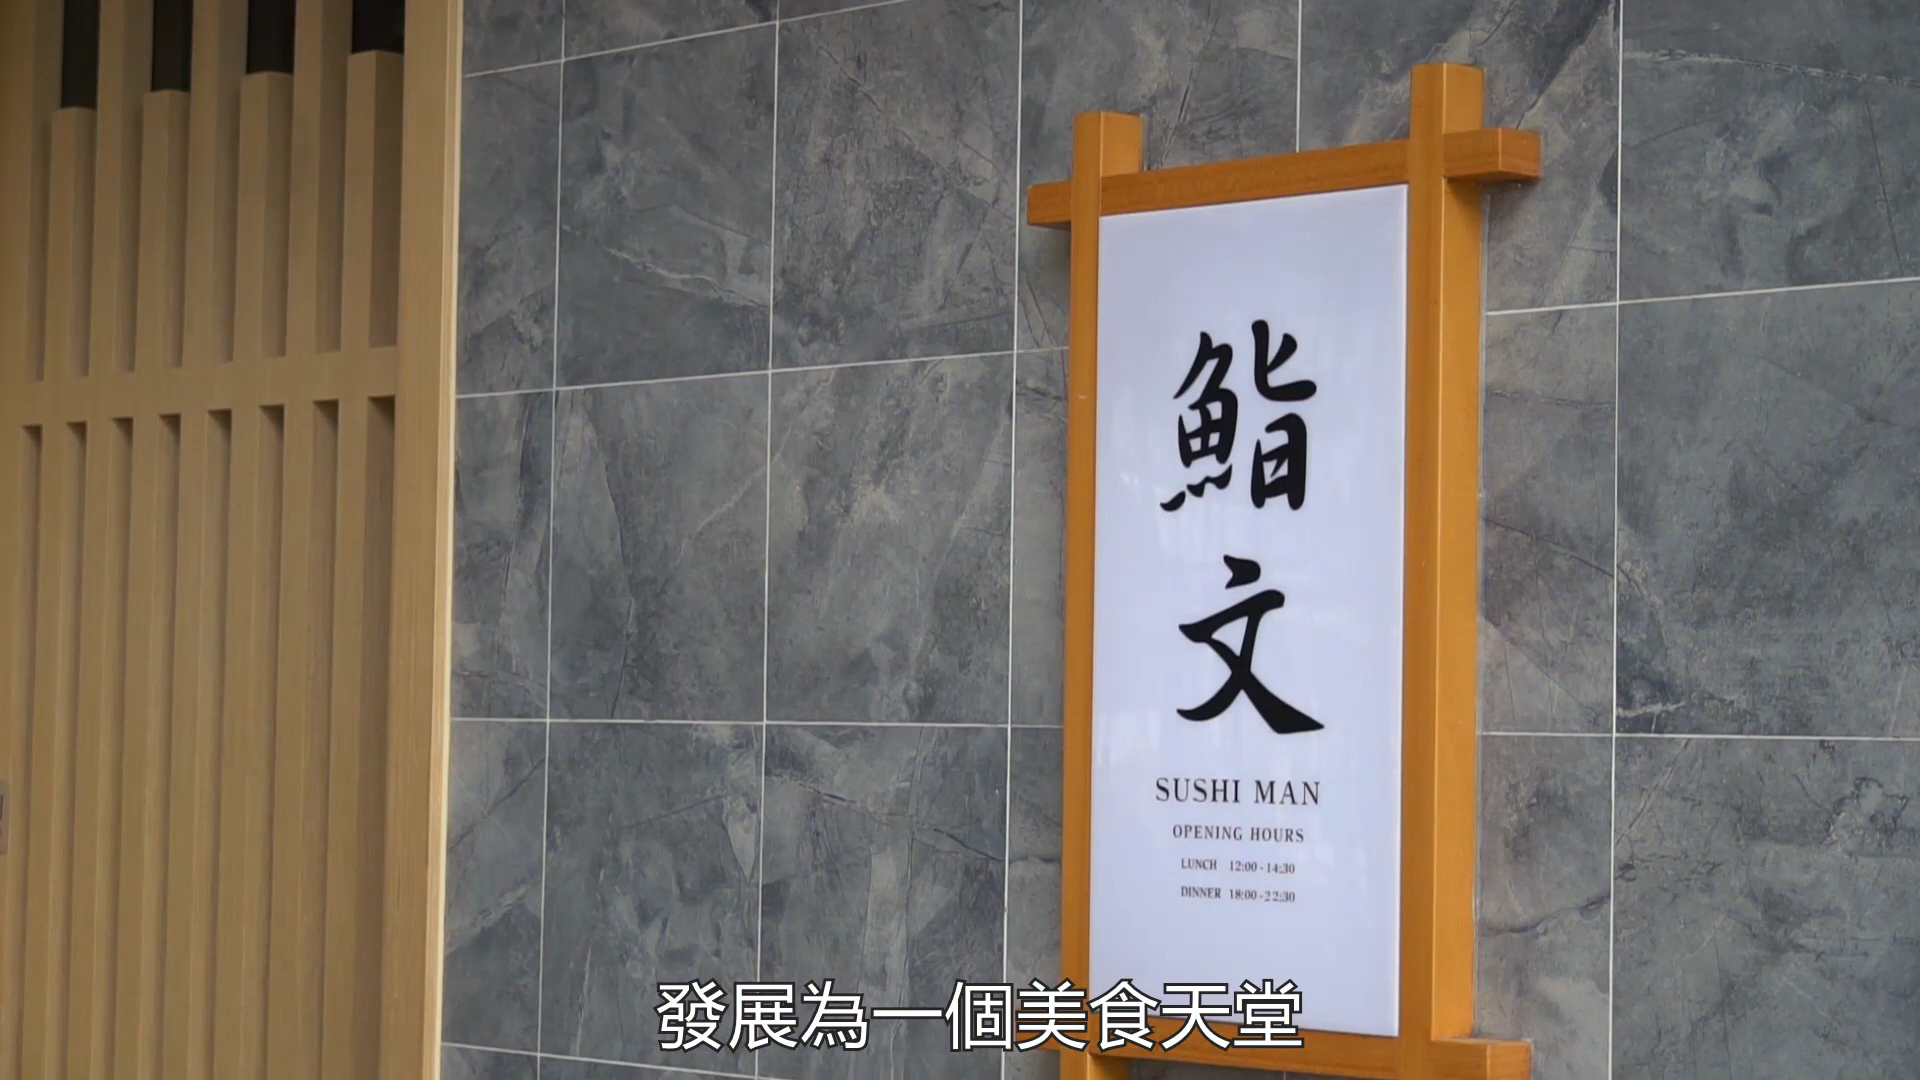 鮨
文
SUSHI MAN
OPENING HOURS
LUNCH 12:00 - 14:30
DINNER 18:00 - 22:30
發展為一個美食天堂